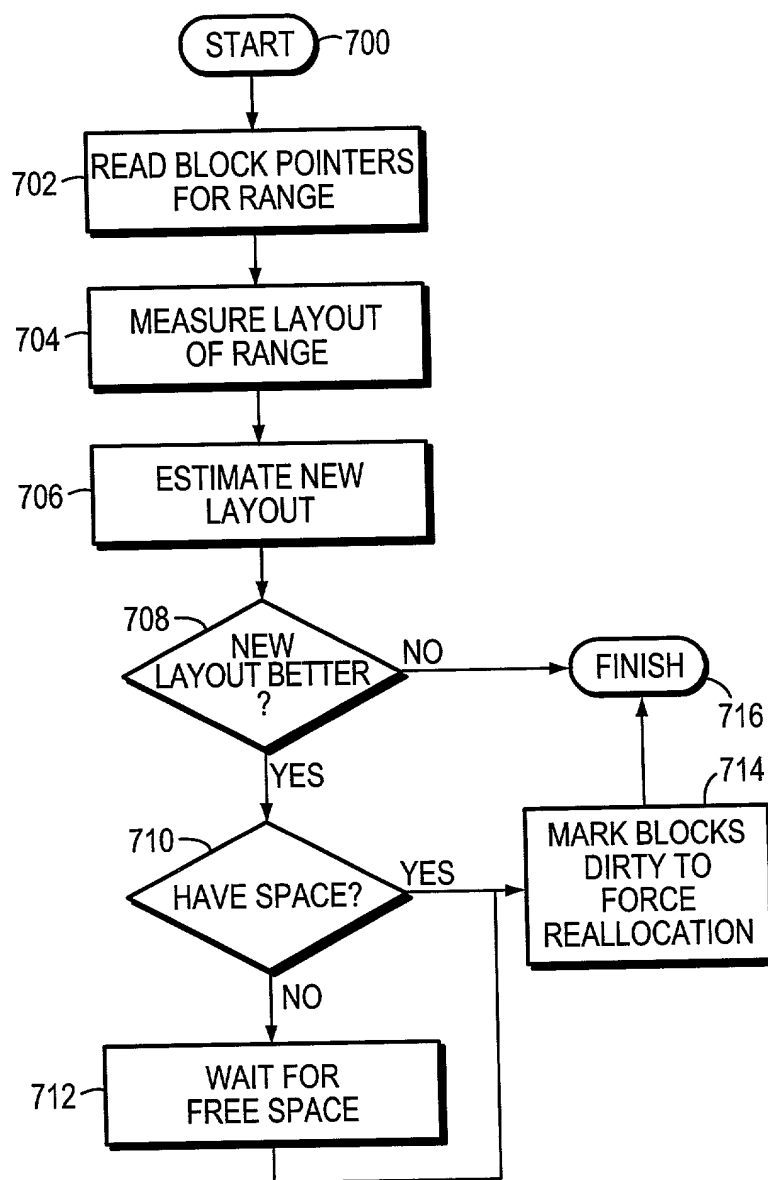 START
700
702
READ BLOCK POINTERS
FOR RANGE
704
MEASURE LAYOUT
OF RANGE
706
ESTIMATE NEW
LAYOUT
708
NEW
LAYOUT BETTER
?
NO
FINISH
716
YES
714
MARK BLOCKS
DIRTY TO
FORCE
REALLOCATION
710
HAVE SPACE?
YES
NO
712
WAIT FOR
FREE SPACE